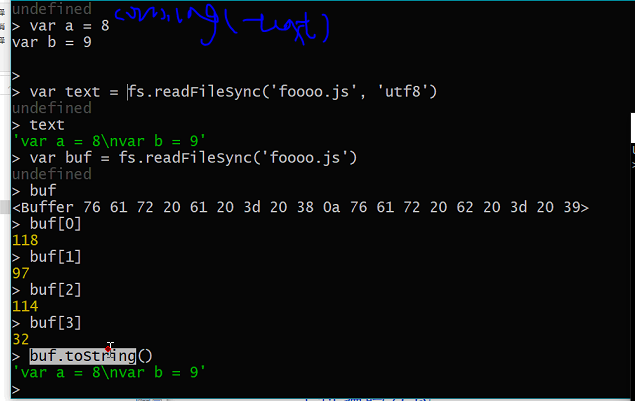 undefined
> var a = 8
var b = 9
>
> var text = fs.readFileSync('foooo.js', 'utf8')
undefined
> text
'var a = 8\nvar b = 9'
> var buf = fs.readFileSync('foooo.js')
undefined
> buf
<Buffer 76 61 72 20 61 20 3d 20 38 0a 76 61 72 20 62 20 3d 20 39>
> buf[0]
118
> buf[1]
97
> buf[2]
114
> buf[3]
32
> buf.toString()
'var a = 8\nvar b = 9'
>